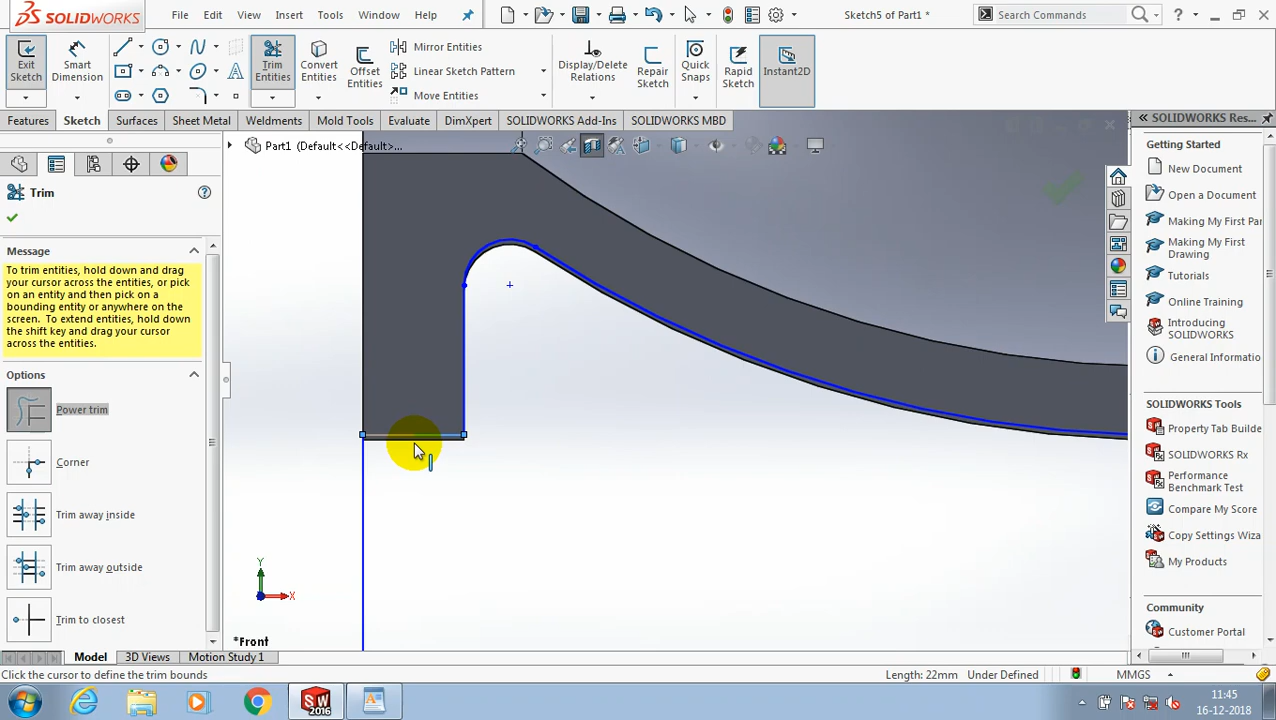 SOLIDWORKS
File Edit View Insert Tools Window Help
Sketch5 of Part1 *
Search Commands
Exit Sketch
Smart Dimension
Trim Entities
Convert Entities
Offset Entities
Mirror Entities
Linear Sketch Pattern
Move Entities
Display/Delete Relations
Repair Sketch
Quick Snaps
Rapid Sketch
Instant2D
Features Sketch Surfaces Sheet Metal Mold Tools Weldments Evaluate DimXpert SOLIDWORKS Add-Ins SOLIDWORKS MBD
Part1 (Default<<Default>...
Trim
Message
To trim entities, hold down and drag
your cursor across the entities, or pick
on an entity and then pick on a
bounding entity or anywhere on the
screen. To extend entities, hold down
the shift key and drag your cursor
across the entities.
Options
Power trim
Corner
Trim away inside
Trim away outside
Trim to closest
Y
X
*Front
SOLIDWORKS Res...
Getting Started
New Document
Open a Document
Making My First Pa
Making My First
Drawing
Tutorials
Online Training
Introducing
SOLIDWORKS
General Informatio
SOLIDWORKS Tools
Property Tab Builder
SOLIDWORKS Rx
Performance
Benchmark Test
Compare My Score
Copy Settings Wiza
My Products
Community
Customer Portal
Model 3D Views Motion Study 1
Click the cursor to define the trim bounds
Length: 22mm Under Defined MMGS
SW
2016
11:45
16-12-2018